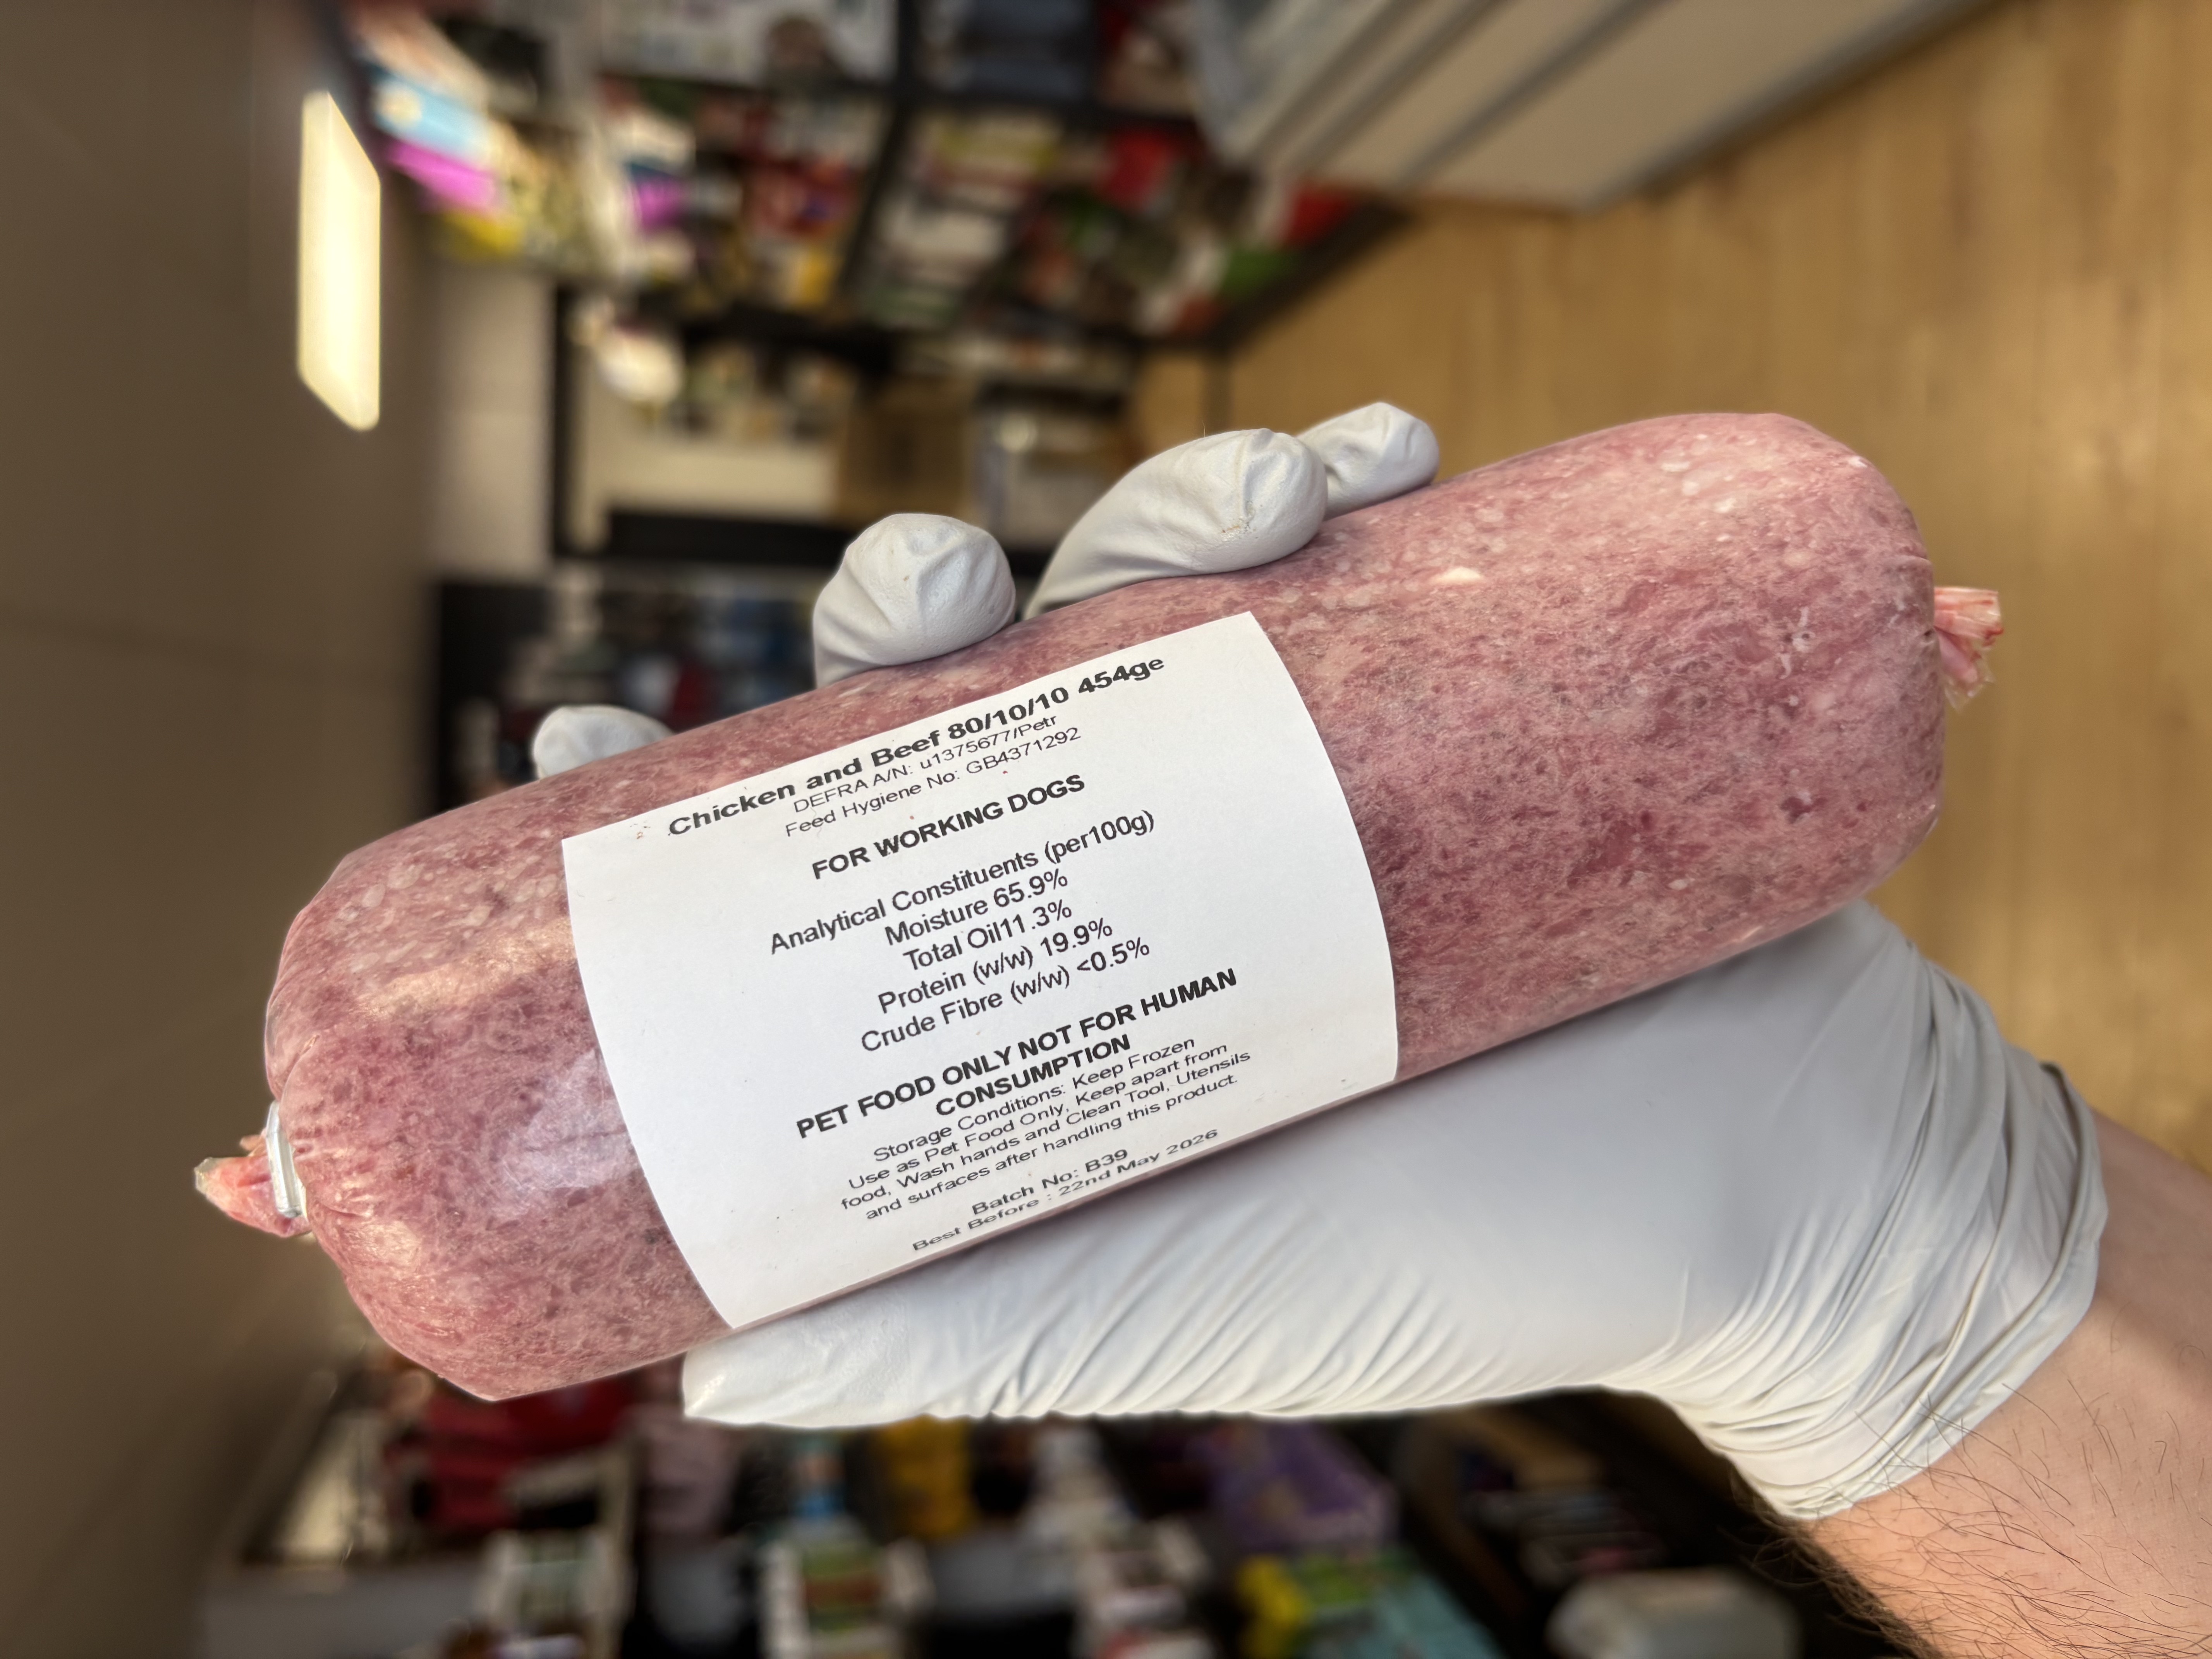 Chicken and Beef 80/10/10 454ge
DEFRA A/N: u1375677/Petr
Feed Hygiene No: GB4371292
FOR WORKING DOGS
Analytical Constituents (per100g)
Moisture 65.9%
Total Oil11.3%
Protein (w/w) 19.9%
Crude Fibre (w/w) <0.5%
PET FOOD ONLY NOT FOR HUMAN
CONSUMPTION
Storage Conditions: Keep Frozen
Use as Pet Food Only, Keep apart from
food, Wash hands and Clean Tool, Utensils
and surfaces after handling this product.
Batch No: B39
Best Before : 22nd May 2026